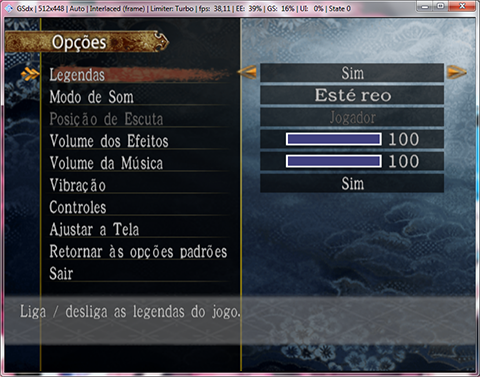 GSdx | 512x448 | Auto | Interlaced (frame) | Limiter: Turbo | fps: 38,11 | EE: 39% | GS: 16% | UI: 0% | State 0
Opções
Legendas Sim
Modo de Som Esté reo
Posição de Escuta Jogador
Volume dos Efeitos 100
Volume da Música 100
Vibração Sim
Controles
Ajustar a Tela
Retornar às opções padrões
Sair
Liga / desliga as legendas do jogo.